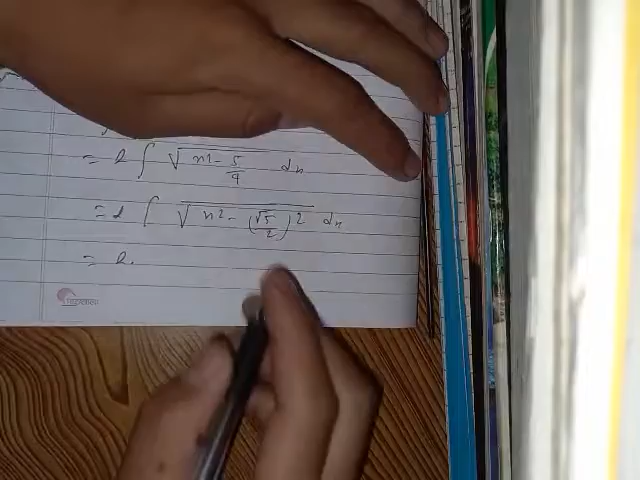 = 2 ∫ √(x² - 5/4) dx
= 2 ∫ √(x² - (√5/2)²) dx
= 2.